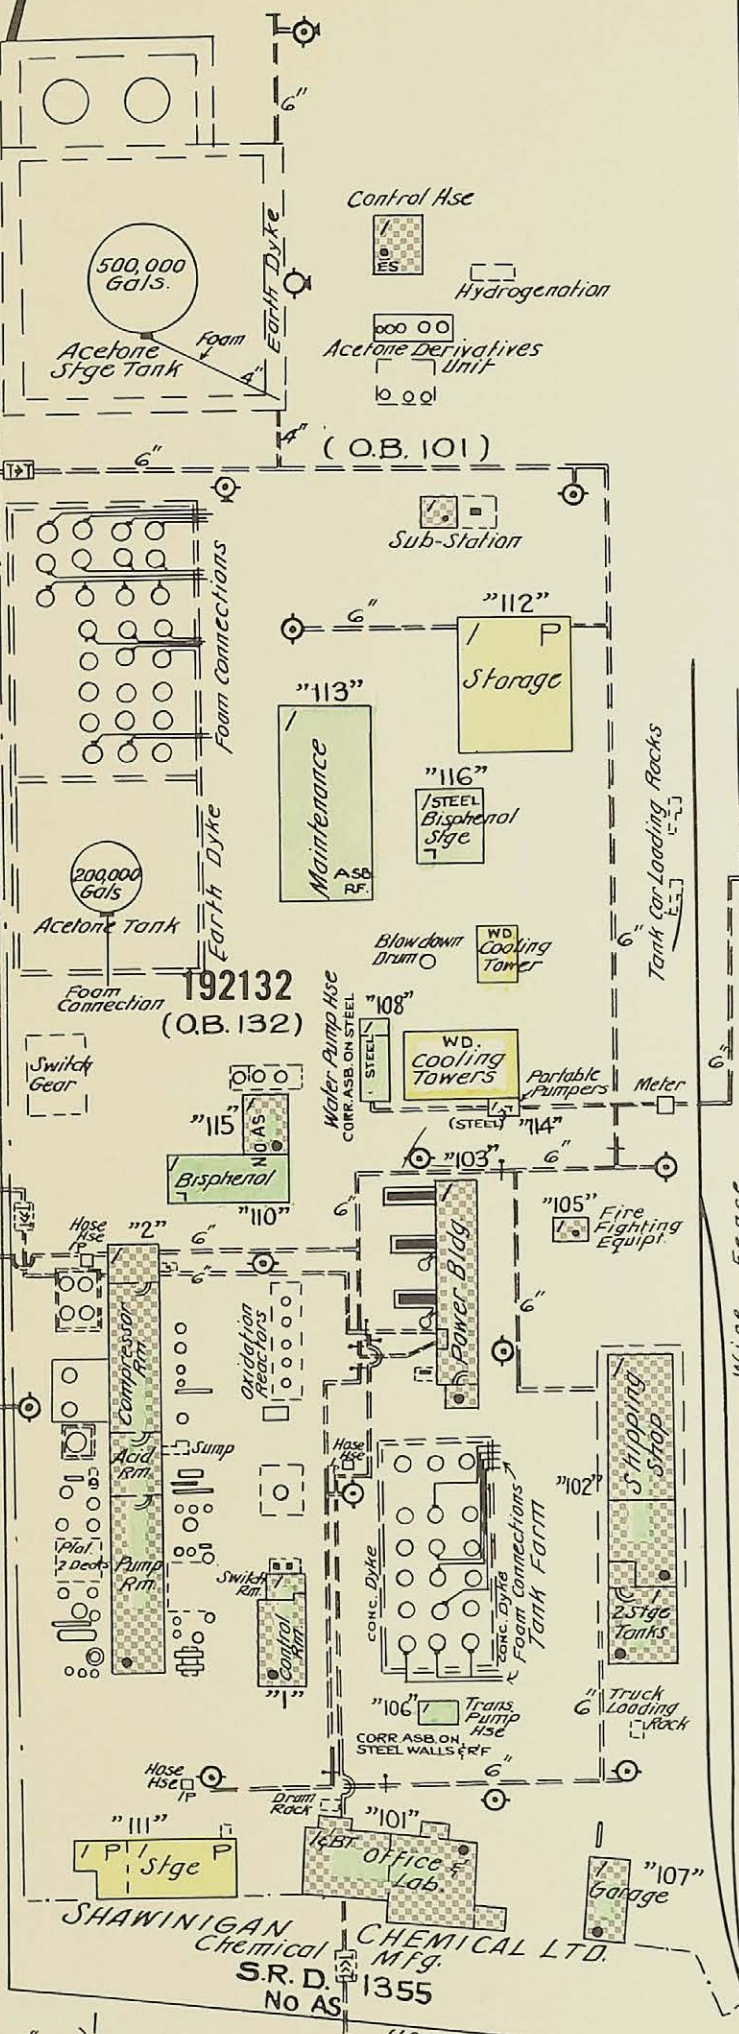 6"
Control Hse
/
ES
500,000
Gals.
Earth Dyke
Hydrogenation
Foam
Acetone
Stge Tank
4"
Acetone Derivatives
Unit
4"
(O.B. 101)
6"
/
Sub-Station
Foam Connections
"112"
6"
/ P
Storage
"113"
/
Maintenance
ASB
RF.
"116"
/STEEL
Bisphenol
Stge
Tank Car Loading Racks
200,000
Gals
Acetone Tank
Earth Dyke
Foam
Connection
6"
Blowdown
Drum
WD.
Cooling
Tower
192132
(O.B. 132)
Water Pump Hse
CORR. ASB. ON STEEL
"108"
/
STEEL
WD.
Cooling
Towers
Switch
Gear
Portable
Pumpers
Meter
6"
(STEEL)
"114"
"115"
NO AS
/
Bisphenol
"110"
"103"
6"
/
Power Bldg.
6"
"105"
/
Fire
Fighting
Equipt.
Wire Fence
Hose
Hse
1P
"2"
/
6"
6"
Compressor
Rm.
Oxidation
Reactors
6"
Acid
Rm.
Sump
Hose
Hse
/
Shipping
Shop
"102"
Plat.
2 Decks
Pump
Rm.
Switch
Rm.
/
Control
Rm.
"1"
CONC. Dyke
CONC. Dyke
Foam Connections
Tank Farm
/
2 Stge
Tanks
"106"
/
Trans.
Pump
Hse
CORR. ASB. ON
STEEL WALLS & R'F
6"
Truck
Loading
Rack
Hose
Hse
1P
6"
Drum
Rack
"111"
/ P / P
Stge
"101"
1&BT
Office &
Lab.
"107"
/
Garage
SHAWINIGAN CHEMICAL LTD.
Chemical Mfg.
S.R.D. 1355
NO AS